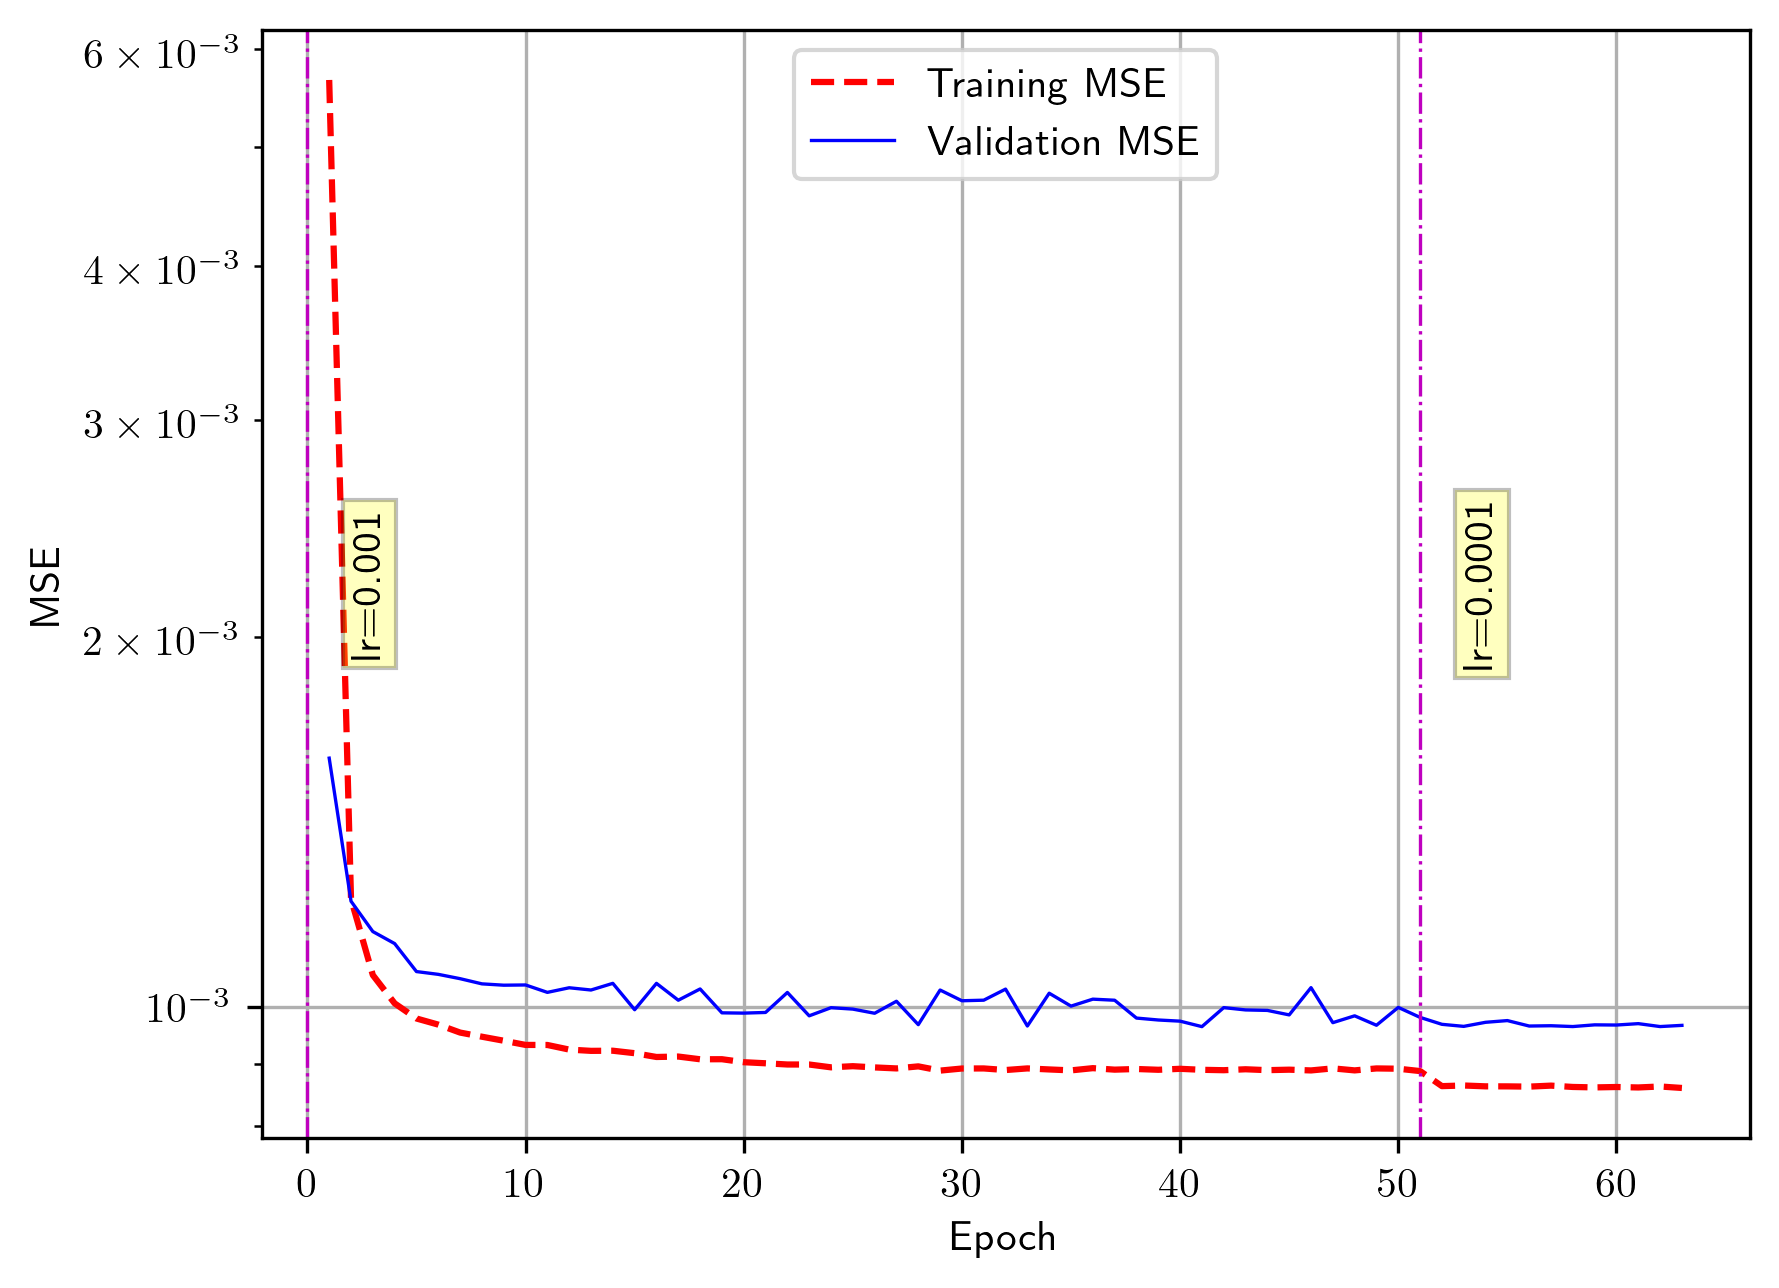 6 × 10⁻³
4 × 10⁻³
3 × 10⁻³
2 × 10⁻³
10⁻³
MSE
Training MSE
Validation MSE
lr=0.001
lr=0.0001
0 10 20 30 40 50 60
Epoch